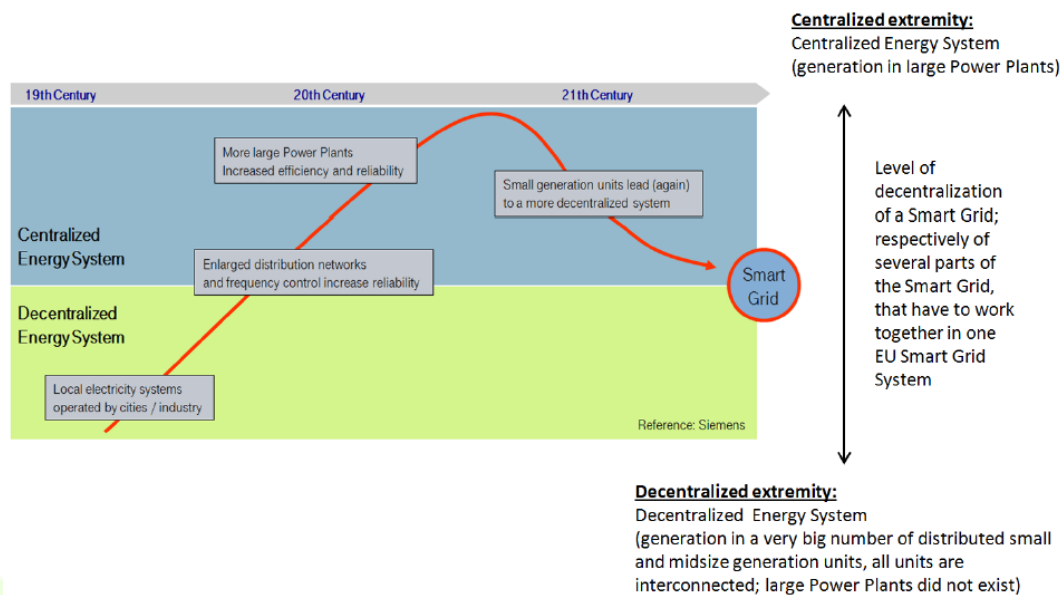 Centralized extremity:
Centralized Energy System
(generation in large Power Plants)
19th Century
20th Century
21th Century
More large Power Plants
Increased efficiency and reliability
Small generation units lead (again)
to a more decentralized system
Level of
decentralization
of a Smart Grid;
respectively of
several parts of
the Smart Grid,
that have to work
together in one
EU Smart Grid
System
Centralized
Energy System
Enlarged distribution networks
and frequency control increase reliability
Smart
Grid
Decentralized
Energy System
Local electricity systems
operated by cities / industry
Reference: Siemens
Decentralized extremity:
Decentralized Energy System
(generation in a very big number of distributed small
and midsize generation units, all units are
interconnected; large Power Plants did not exist)